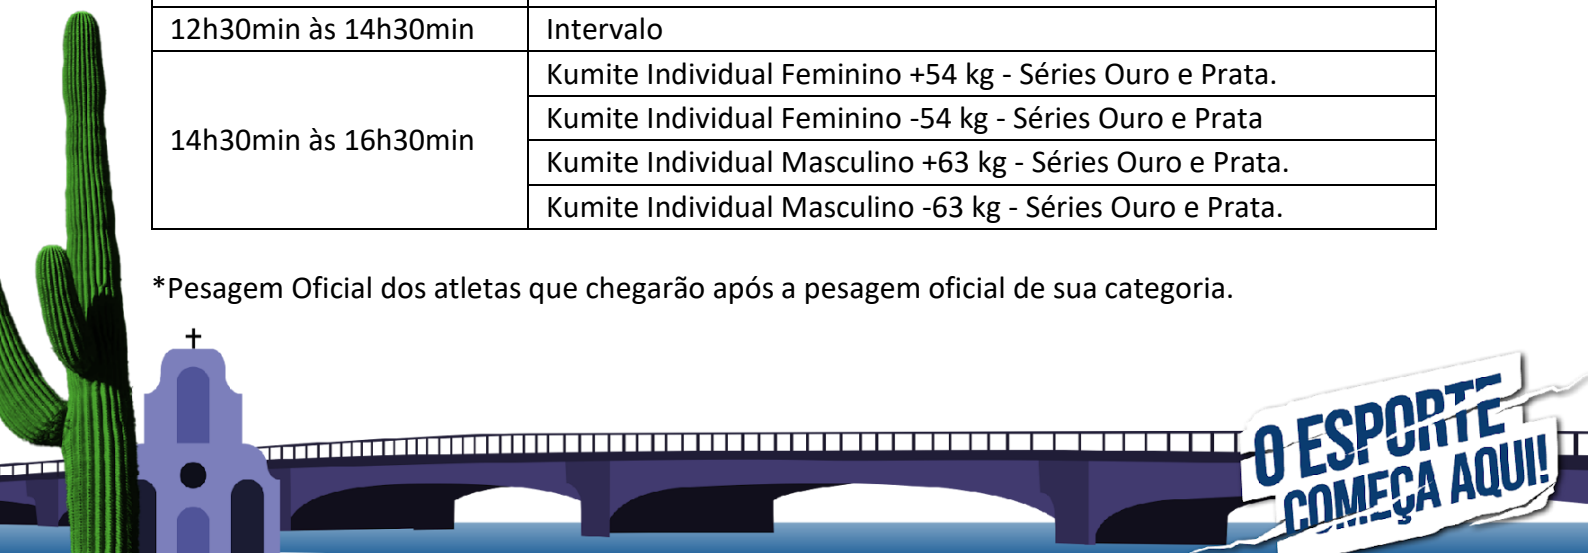 12h30min às 14h30min
Intervalo
14h30min às 16h30min
Kumite Individual Feminino +54 kg - Séries Ouro e Prata.
Kumite Individual Feminino -54 kg - Séries Ouro e Prata
Kumite Individual Masculino +63 kg - Séries Ouro e Prata.
Kumite Individual Masculino -63 kg - Séries Ouro e Prata.
*Pesagem Oficial dos atletas que chegarão após a pesagem oficial de sua categoria.
O ESPORTE
COMEÇA AQUI!